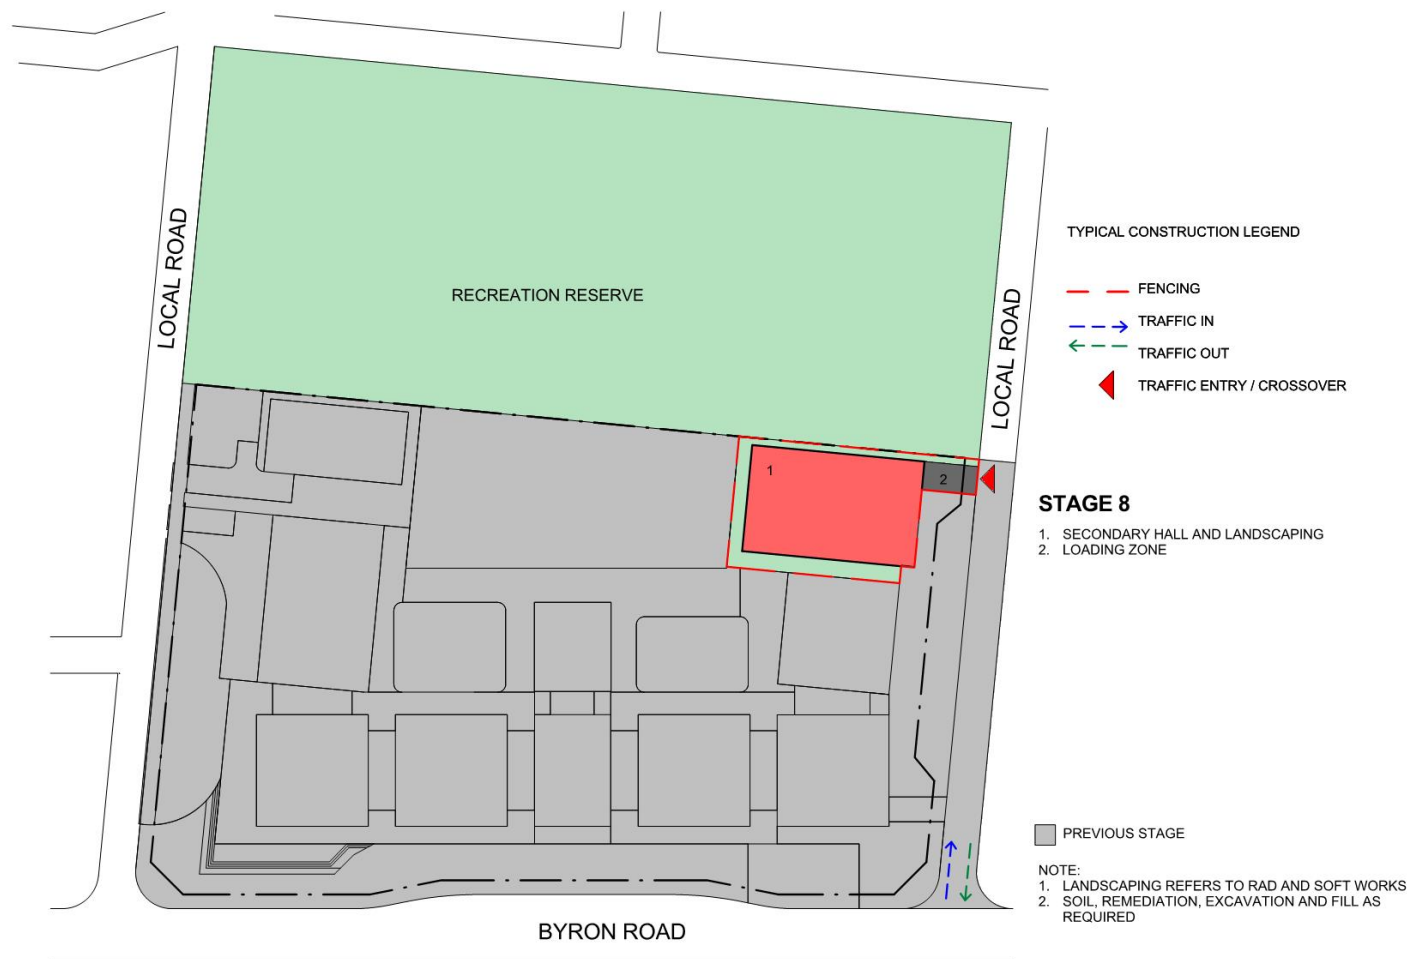 LOCAL ROAD
RECREATION RESERVE
LOCAL ROAD
TYPICAL CONSTRUCTION LEGEND
FENCING
TRAFFIC IN
TRAFFIC OUT
TRAFFIC ENTRY / CROSSOVER
1
2
STAGE 8
1. SECONDARY HALL AND LANDSCAPING
2. LOADING ZONE
PREVIOUS STAGE
NOTE:
1. LANDSCAPING REFERS TO RAD AND SOFT WORKS
2. SOIL, REMEDIATION, EXCAVATION AND FILL AS
REQUIRED
BYRON ROAD